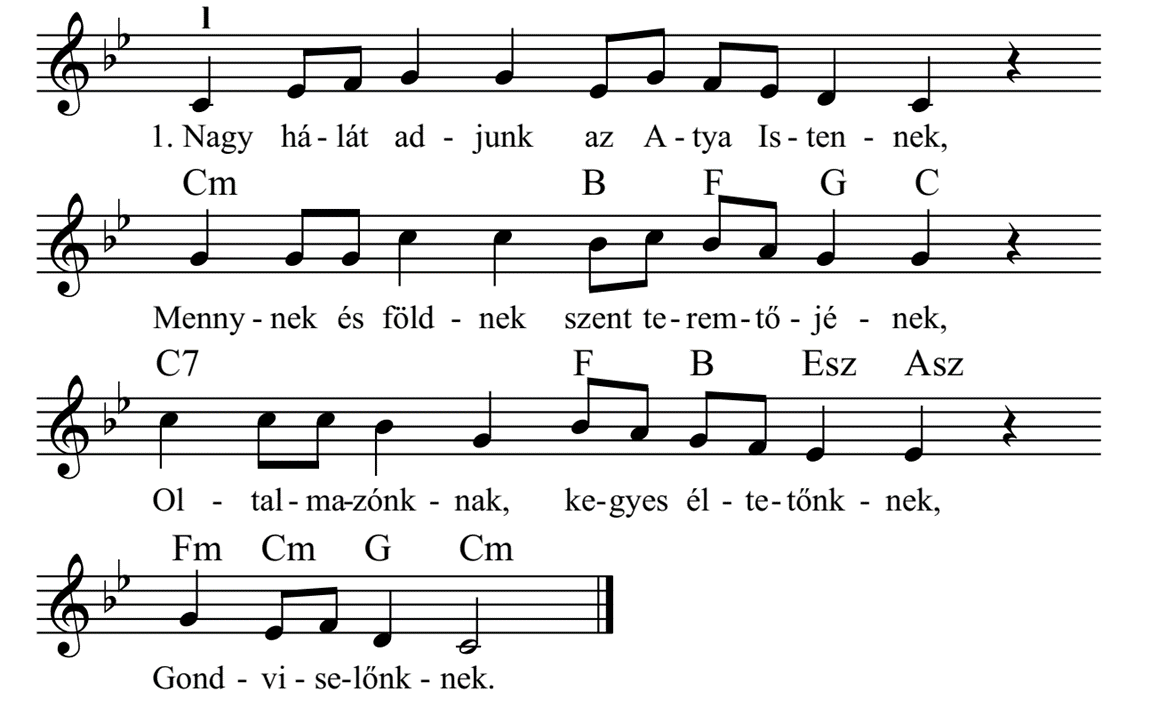 l
1. Nagy há - lát ad - junk az A - tya Is - ten - nek,
Cm B F G C
Menny - nek és föld - nek szent te - rem - tő - jé - nek,
C7 F B Esz Asz
Ol - tal - ma-zónk - nak, ke-gyes él - te-tőnk - nek,
Fm Cm G Cm
Gond - vi - se-lőnk - nek.